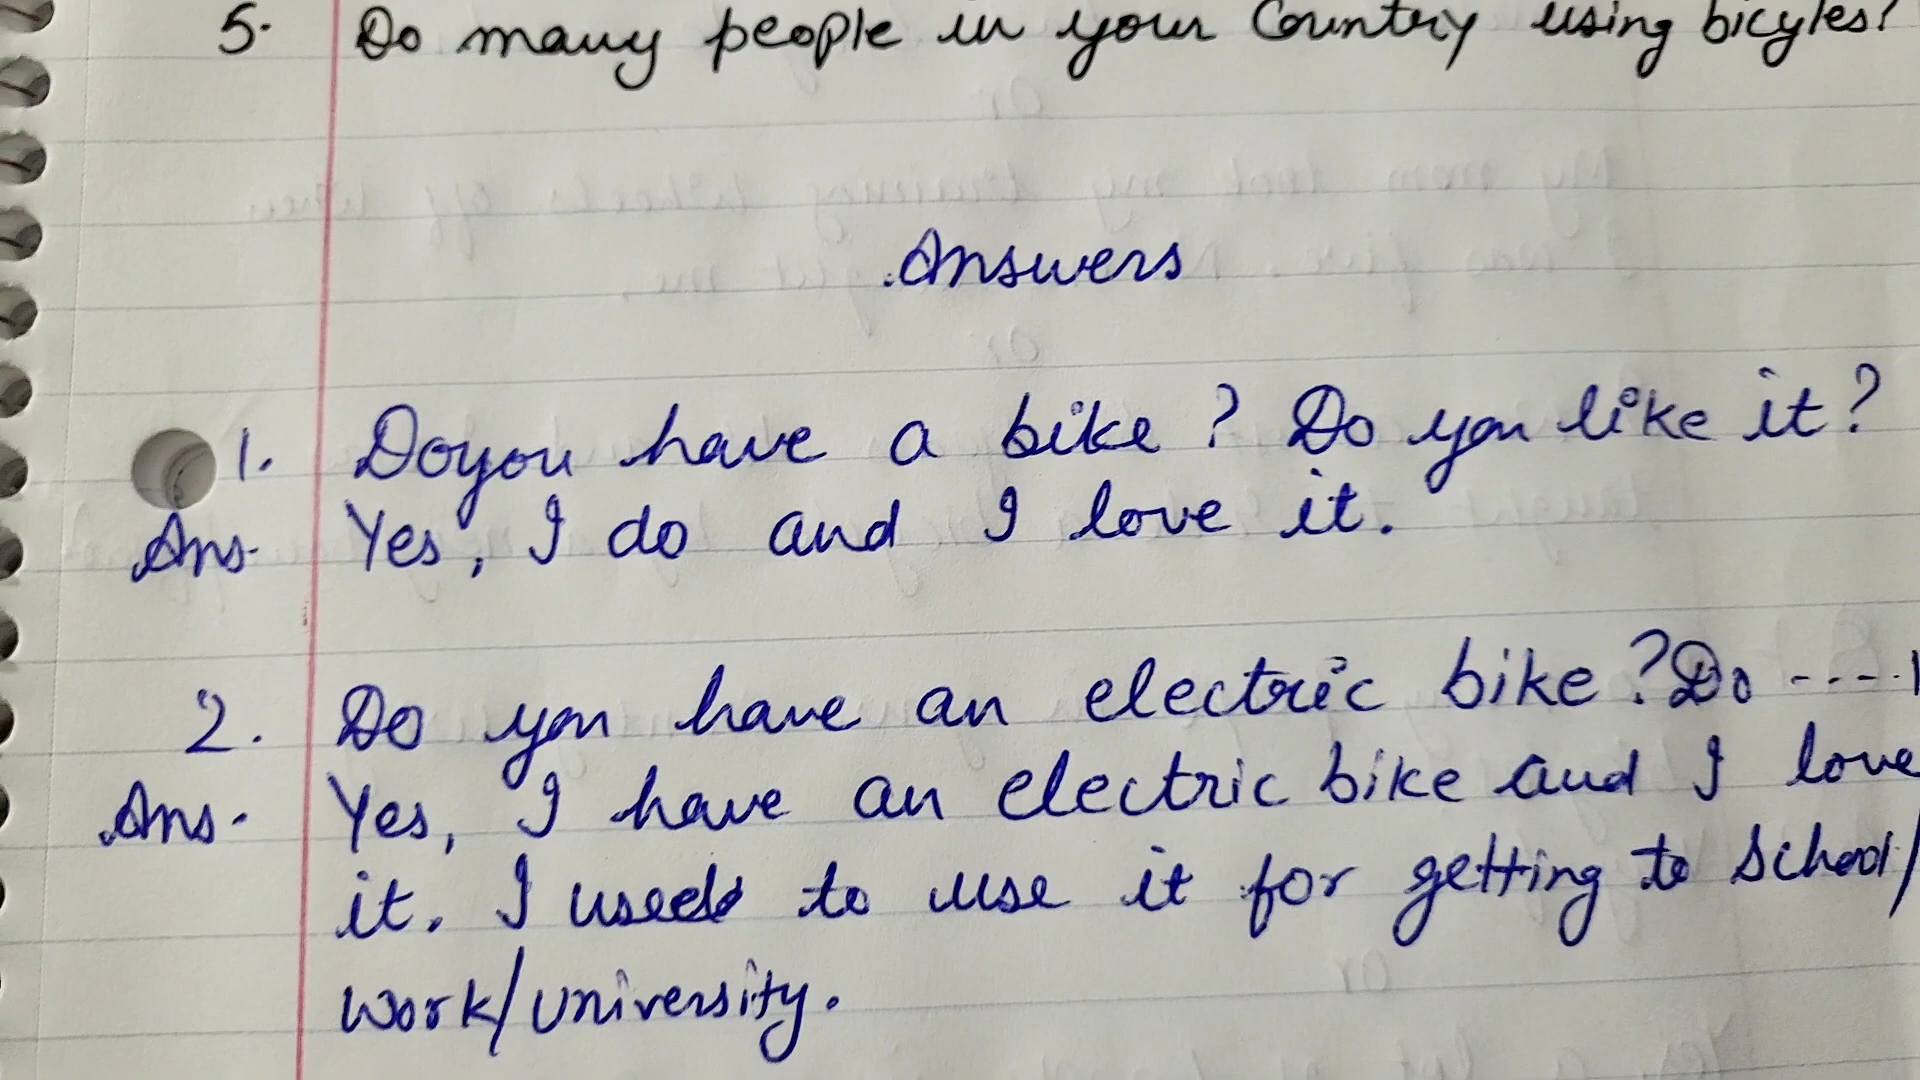 5. Do many people in your Country using bicyles?
Answers
1. Doyou have a bike? Do you like it?
Ans. Yes, I do and I love it.
2. Do you have an electric bike? Do ----
Ans. Yes, I have an electric bike and I love
it. I used to use it for getting to School/
work/university.